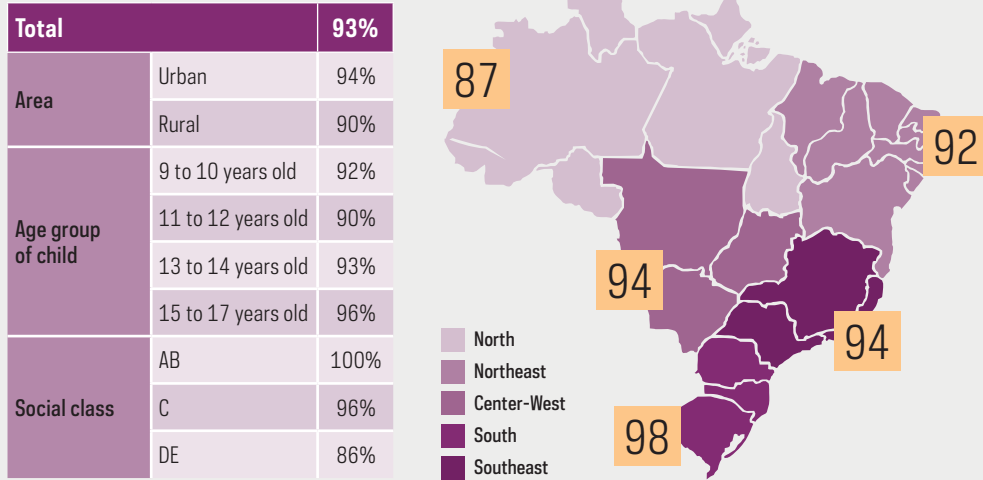 Total 93%
Area
Urban 94%
Rural 90%
Age group
of child
9 to 10 years old 92%
11 to 12 years old 90%
13 to 14 years old 93%
15 to 17 years old 96%
Social class
AB 100%
C 96%
DE 86%
87
92
94
94
98
North
Northeast
Center-West
South
Southeast